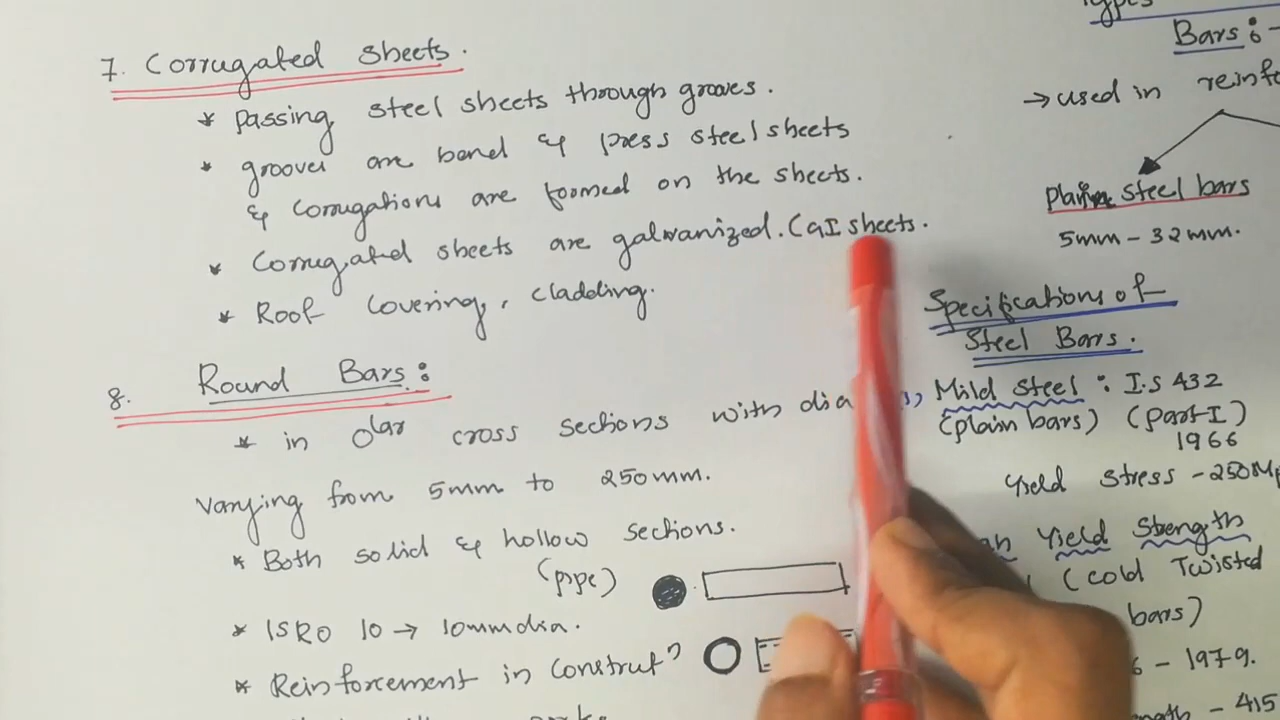 7. Corrugated Sheets.
* Passing steel sheets through grooves.
* grooves are bend & press steel sheets
& corrugations are formed on the sheets.
* Corrugated sheets are galvanized. (GI sheets.
* Roof covering, cladding.
8. Round Bars:
* in Olar cross sections with dia
Varying from 5mm to 250mm.
* Both solid & hollow sections.
(pipe)
* ISRO 10 → 10mm dia.
* Reinforcement in construtn
Types
Bars:-
→ used in
Plain steel bars
5mm - 32mm.
Specifications of
Steel Bars.
Mild Steel : I.S 432
(plain bars) (Part-I)
1966
Yield stress - 250
Yield Strength
(Cold Twisted
bars)
- 1979.
- 415